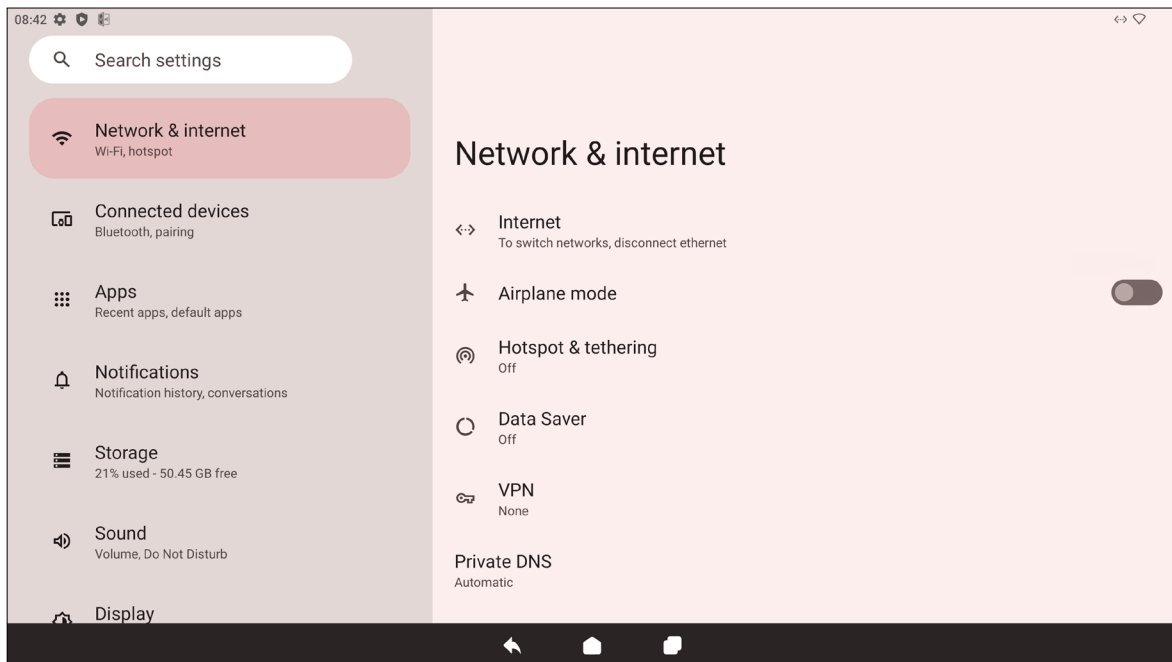 08:42
Search settings
Network & internet
Wi-Fi, hotspot
Connected devices
Bluetooth, pairing
Apps
Recent apps, default apps
Notifications
Notification history, conversations
Storage
21% used - 50.45 GB free
Sound
Volume, Do Not Disturb
Display
Network & internet
Internet
To switch networks, disconnect ethernet
Airplane mode
Hotspot & tethering
Off
Data Saver
Off
VPN
None
Private DNS
Automatic